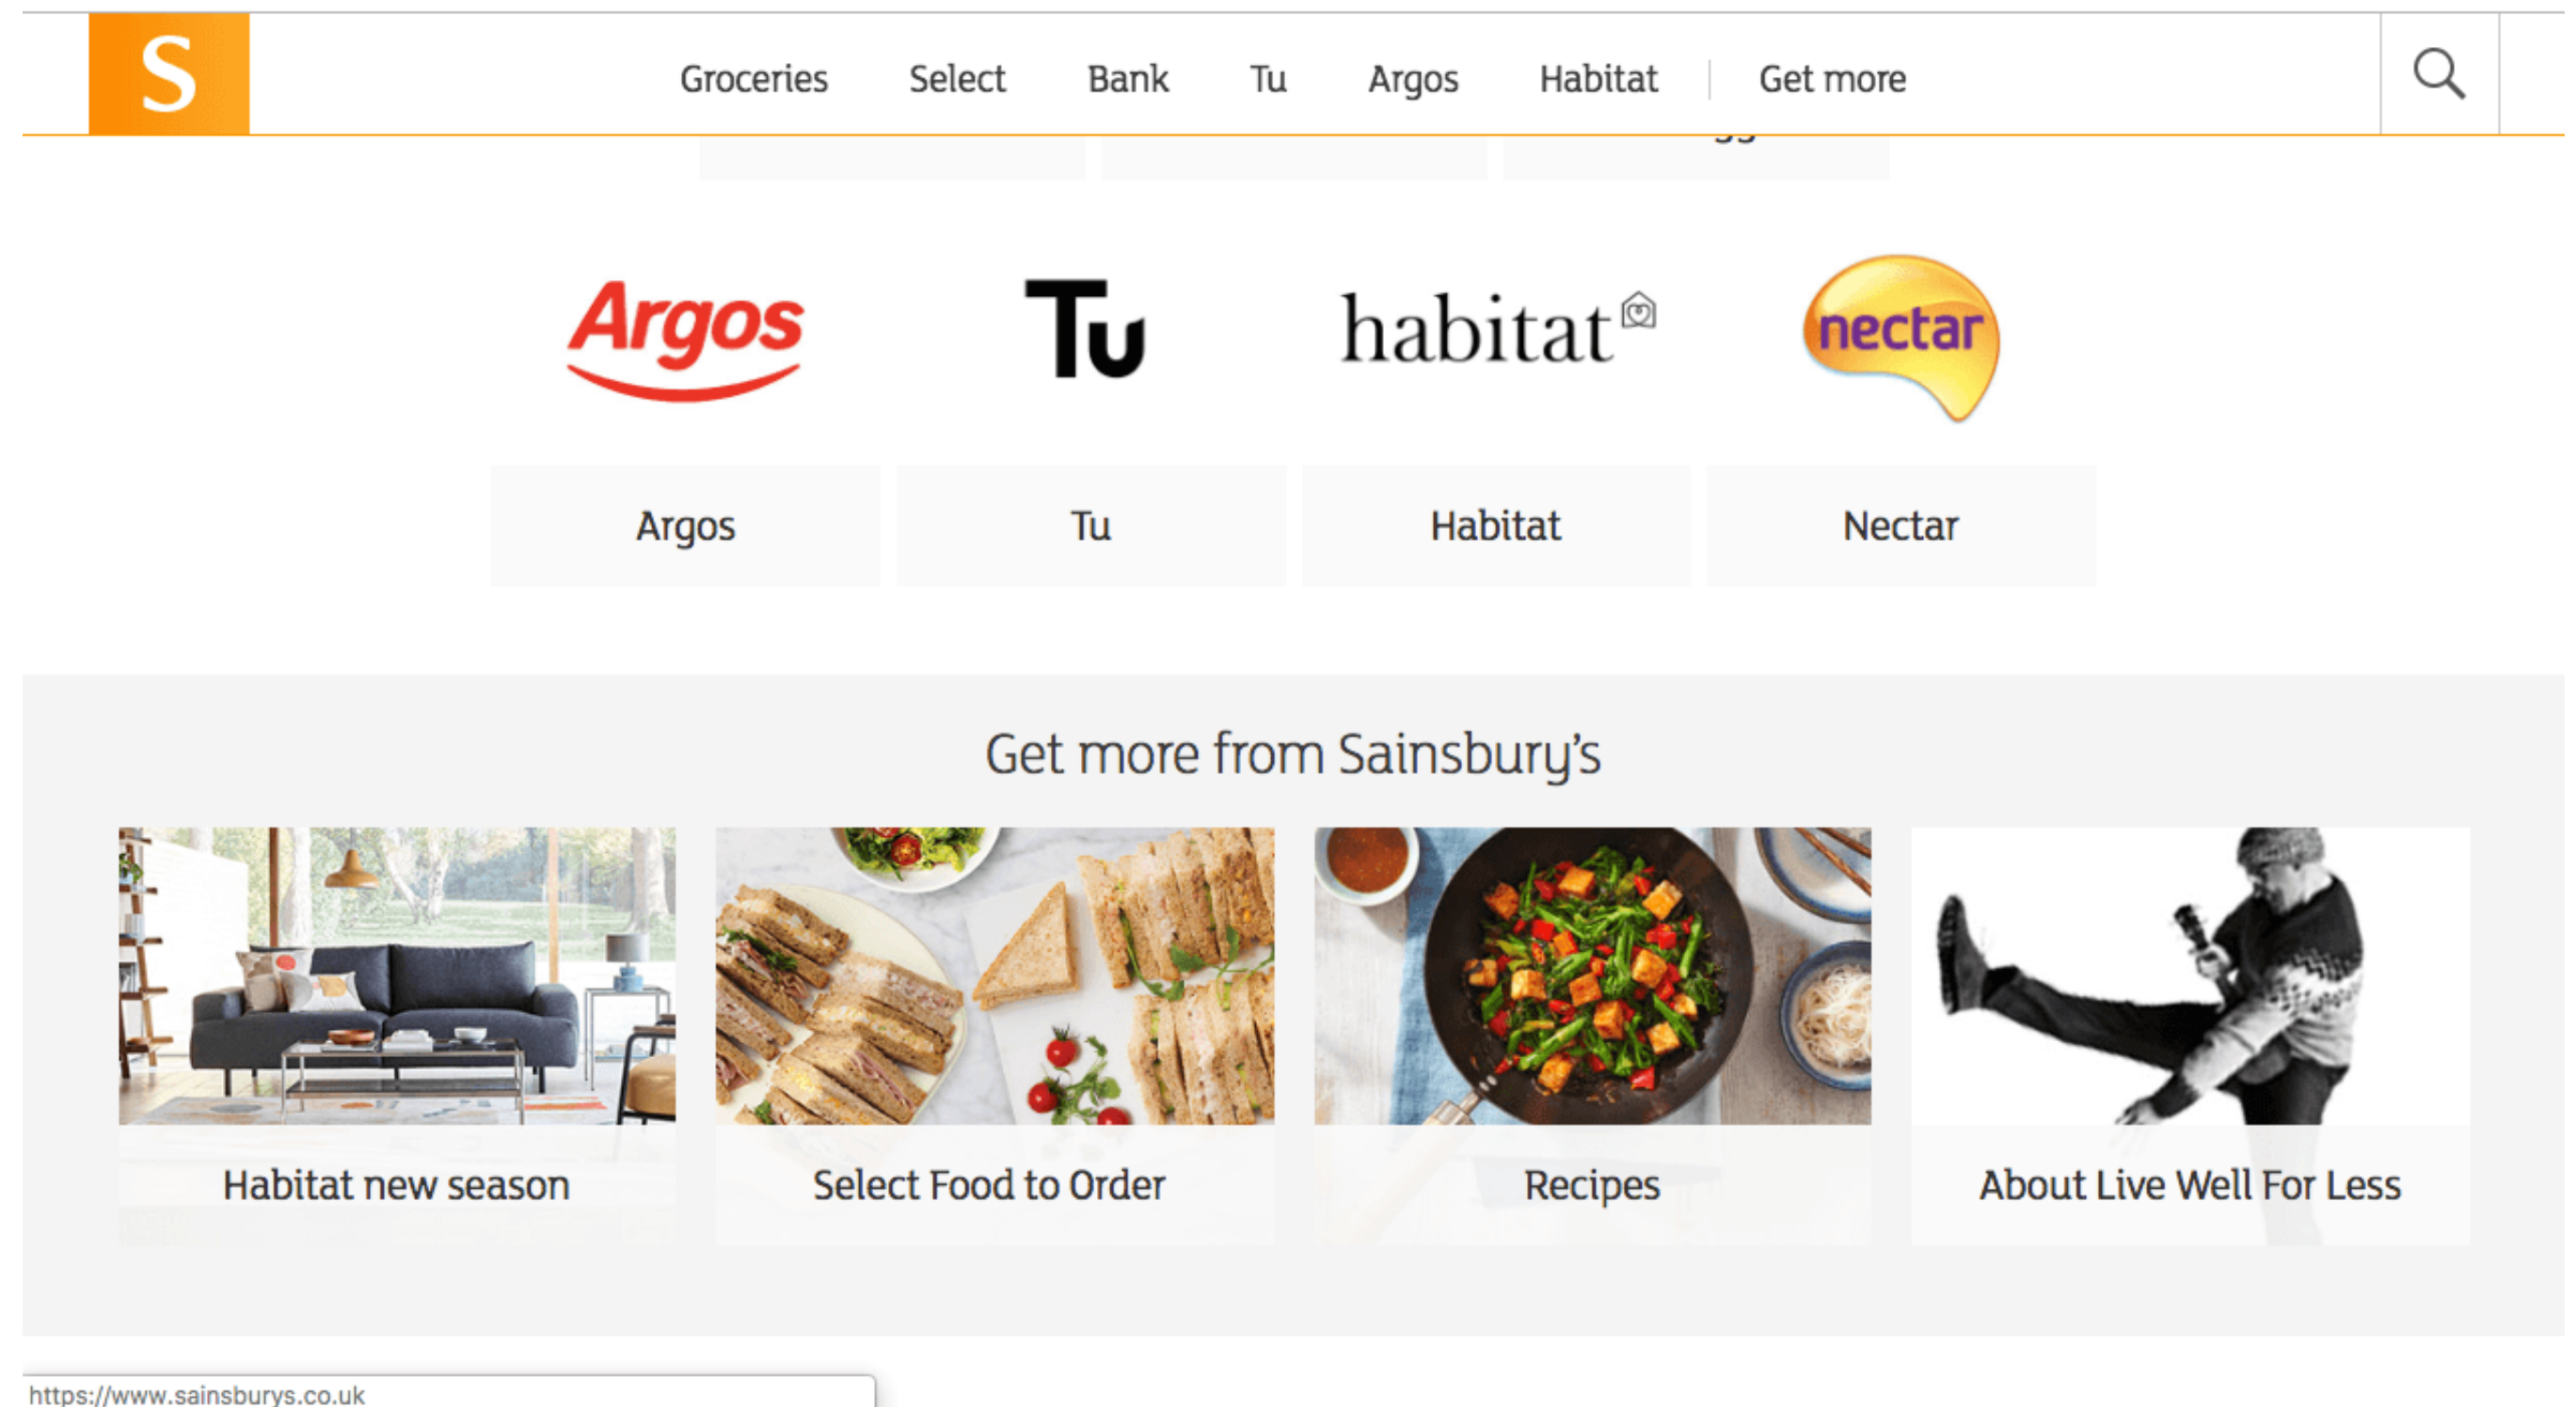 S
Groceries Select Bank Tu Argos Habitat Get more
Argos Tu habitat nectar
Argos Tu Habitat Nectar
Get more from Sainsbury's
Habitat new season Select Food to Order Recipes About Live Well For Less
https://www.sainsburys.co.uk